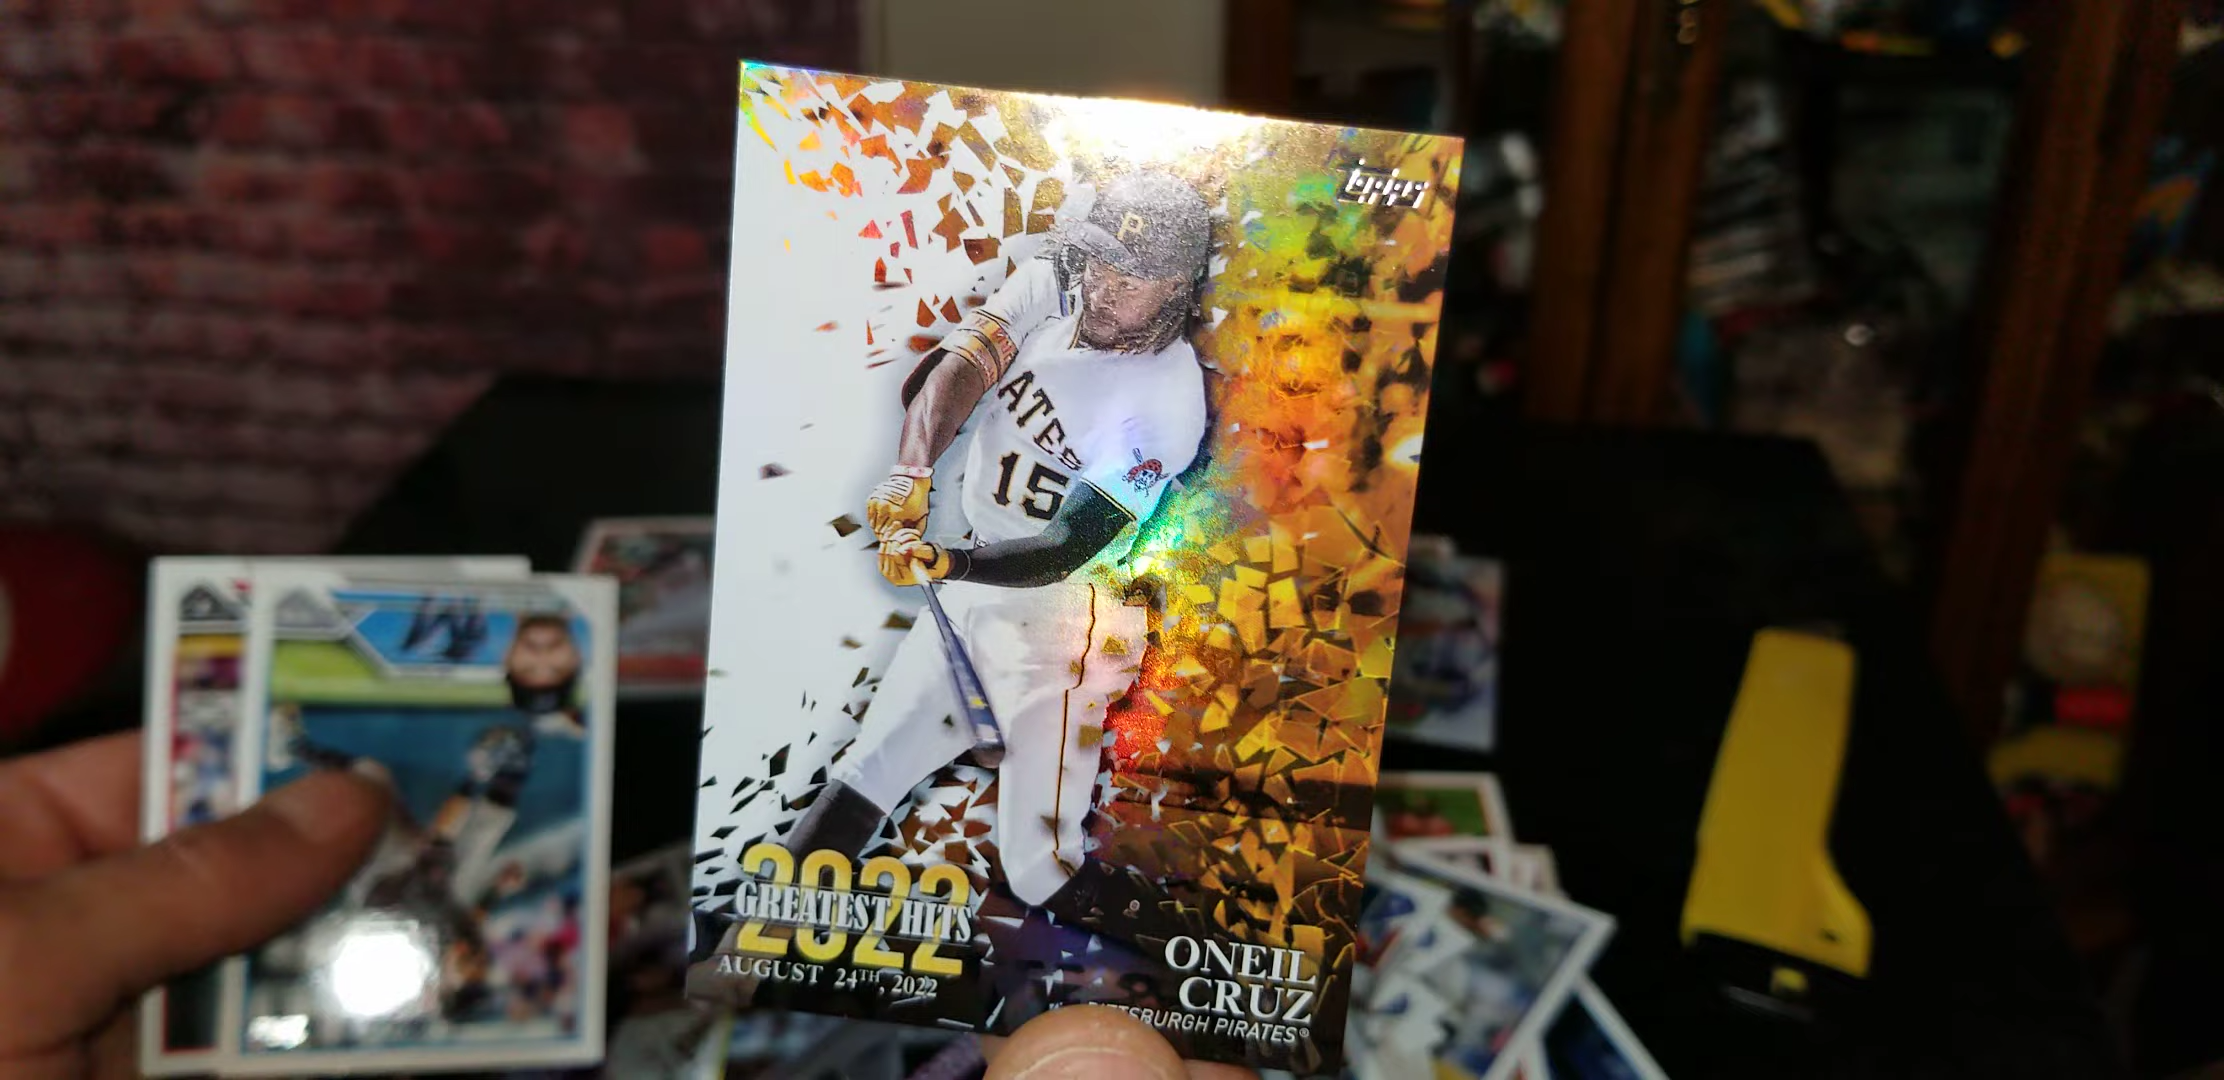 Topps
P
ATES
15
2022
GREATEST HITS
AUGUST 24TH, 2022
ONEIL
CRUZ
PITTSBURGH PIRATES®